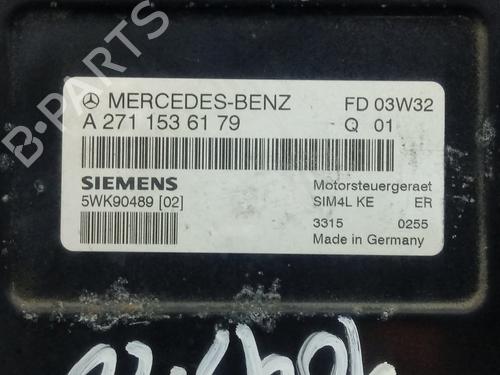 MERCEDES-BENZ FD 03W32
A 271 153 61 79 Q 01
SIEMENS Motorsteuergeraet
5WK90489 [02] SIM4L KE ER
3315 0255
Made in Germany